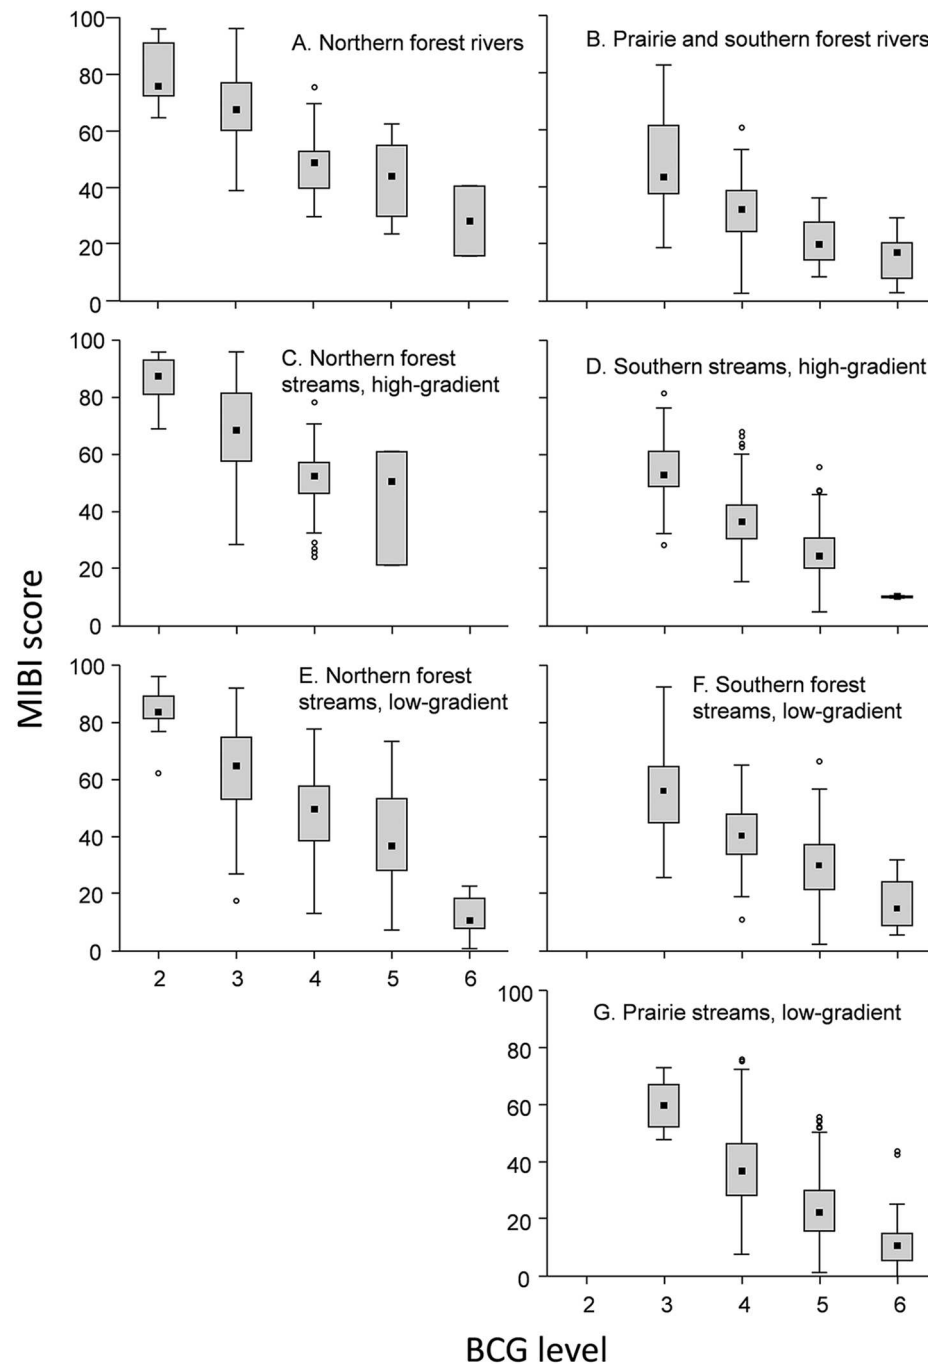 100
80
60
40
20
0
A. Northern forest rivers
B. Prairie and southern forest rivers
100
80
60
40
20
0
C. Northern forest
streams, high-gradient
D. Southern streams, high-gradient
MIBI score
100
80
60
40
20
0
E. Northern forest
streams, low-gradient
F. Southern forest
streams, low-gradient
2 3 4 5 6
100
80
60
40
20
0
G. Prairie streams, low-gradient
2 3 4 5 6
BCG level